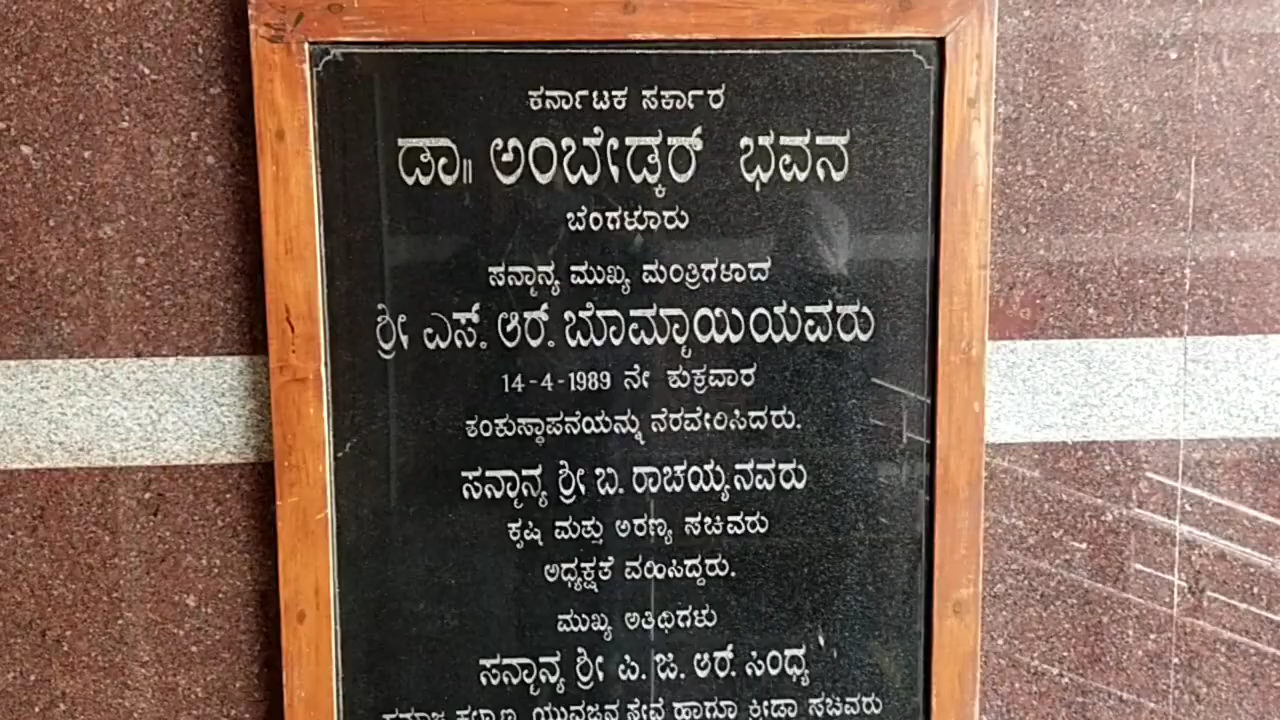 ಕರ್ನಾಟಕ ಸರ್ಕಾರ
ಡಾ॥ ಅಂಬೇಡ್ಕರ್ ಭವನ
ಬೆಂಗಳೂರು
ಸನ್ಮಾನ್ಯ ಮುಖ್ಯ ಮಂತ್ರಿಗಳಾದ
ಶ್ರೀ ಎಸ್. ಆರ್. ಬೊಮ್ಮಾಯಿಯವರು
14-4-1989 ನೇ ಶುಕ್ರವಾರ
ಶಂಕುಸ್ಥಾಪನೆಯನ್ನು ನೆರವೇರಿಸಿದರು.
ಸನ್ಮಾನ್ಯ ಶ್ರೀ ಬಿ. ರಾಚಯ್ಯನವರು
ಕೃಷಿ ಮತ್ತು ಅರಣ್ಯ ಸಚಿವರು
ಅಧ್ಯಕ್ಷತೆ ವಹಿಸಿದ್ದರು.
ಮುಖ್ಯ ಅತಿಥಿಗಳು
ಸನ್ಮಾನ್ಯ ಶ್ರೀ ಪಿ. ಜಿ. ಆರ್. ಸಿಂಧ್ಯ
ಸಮಾಜ ಕಲ್ಯಾಣ, ಯುವಜನ ಸೇವೆ ಹಾಗೂ ಕ್ರೀಡಾ ಸಚಿವರು